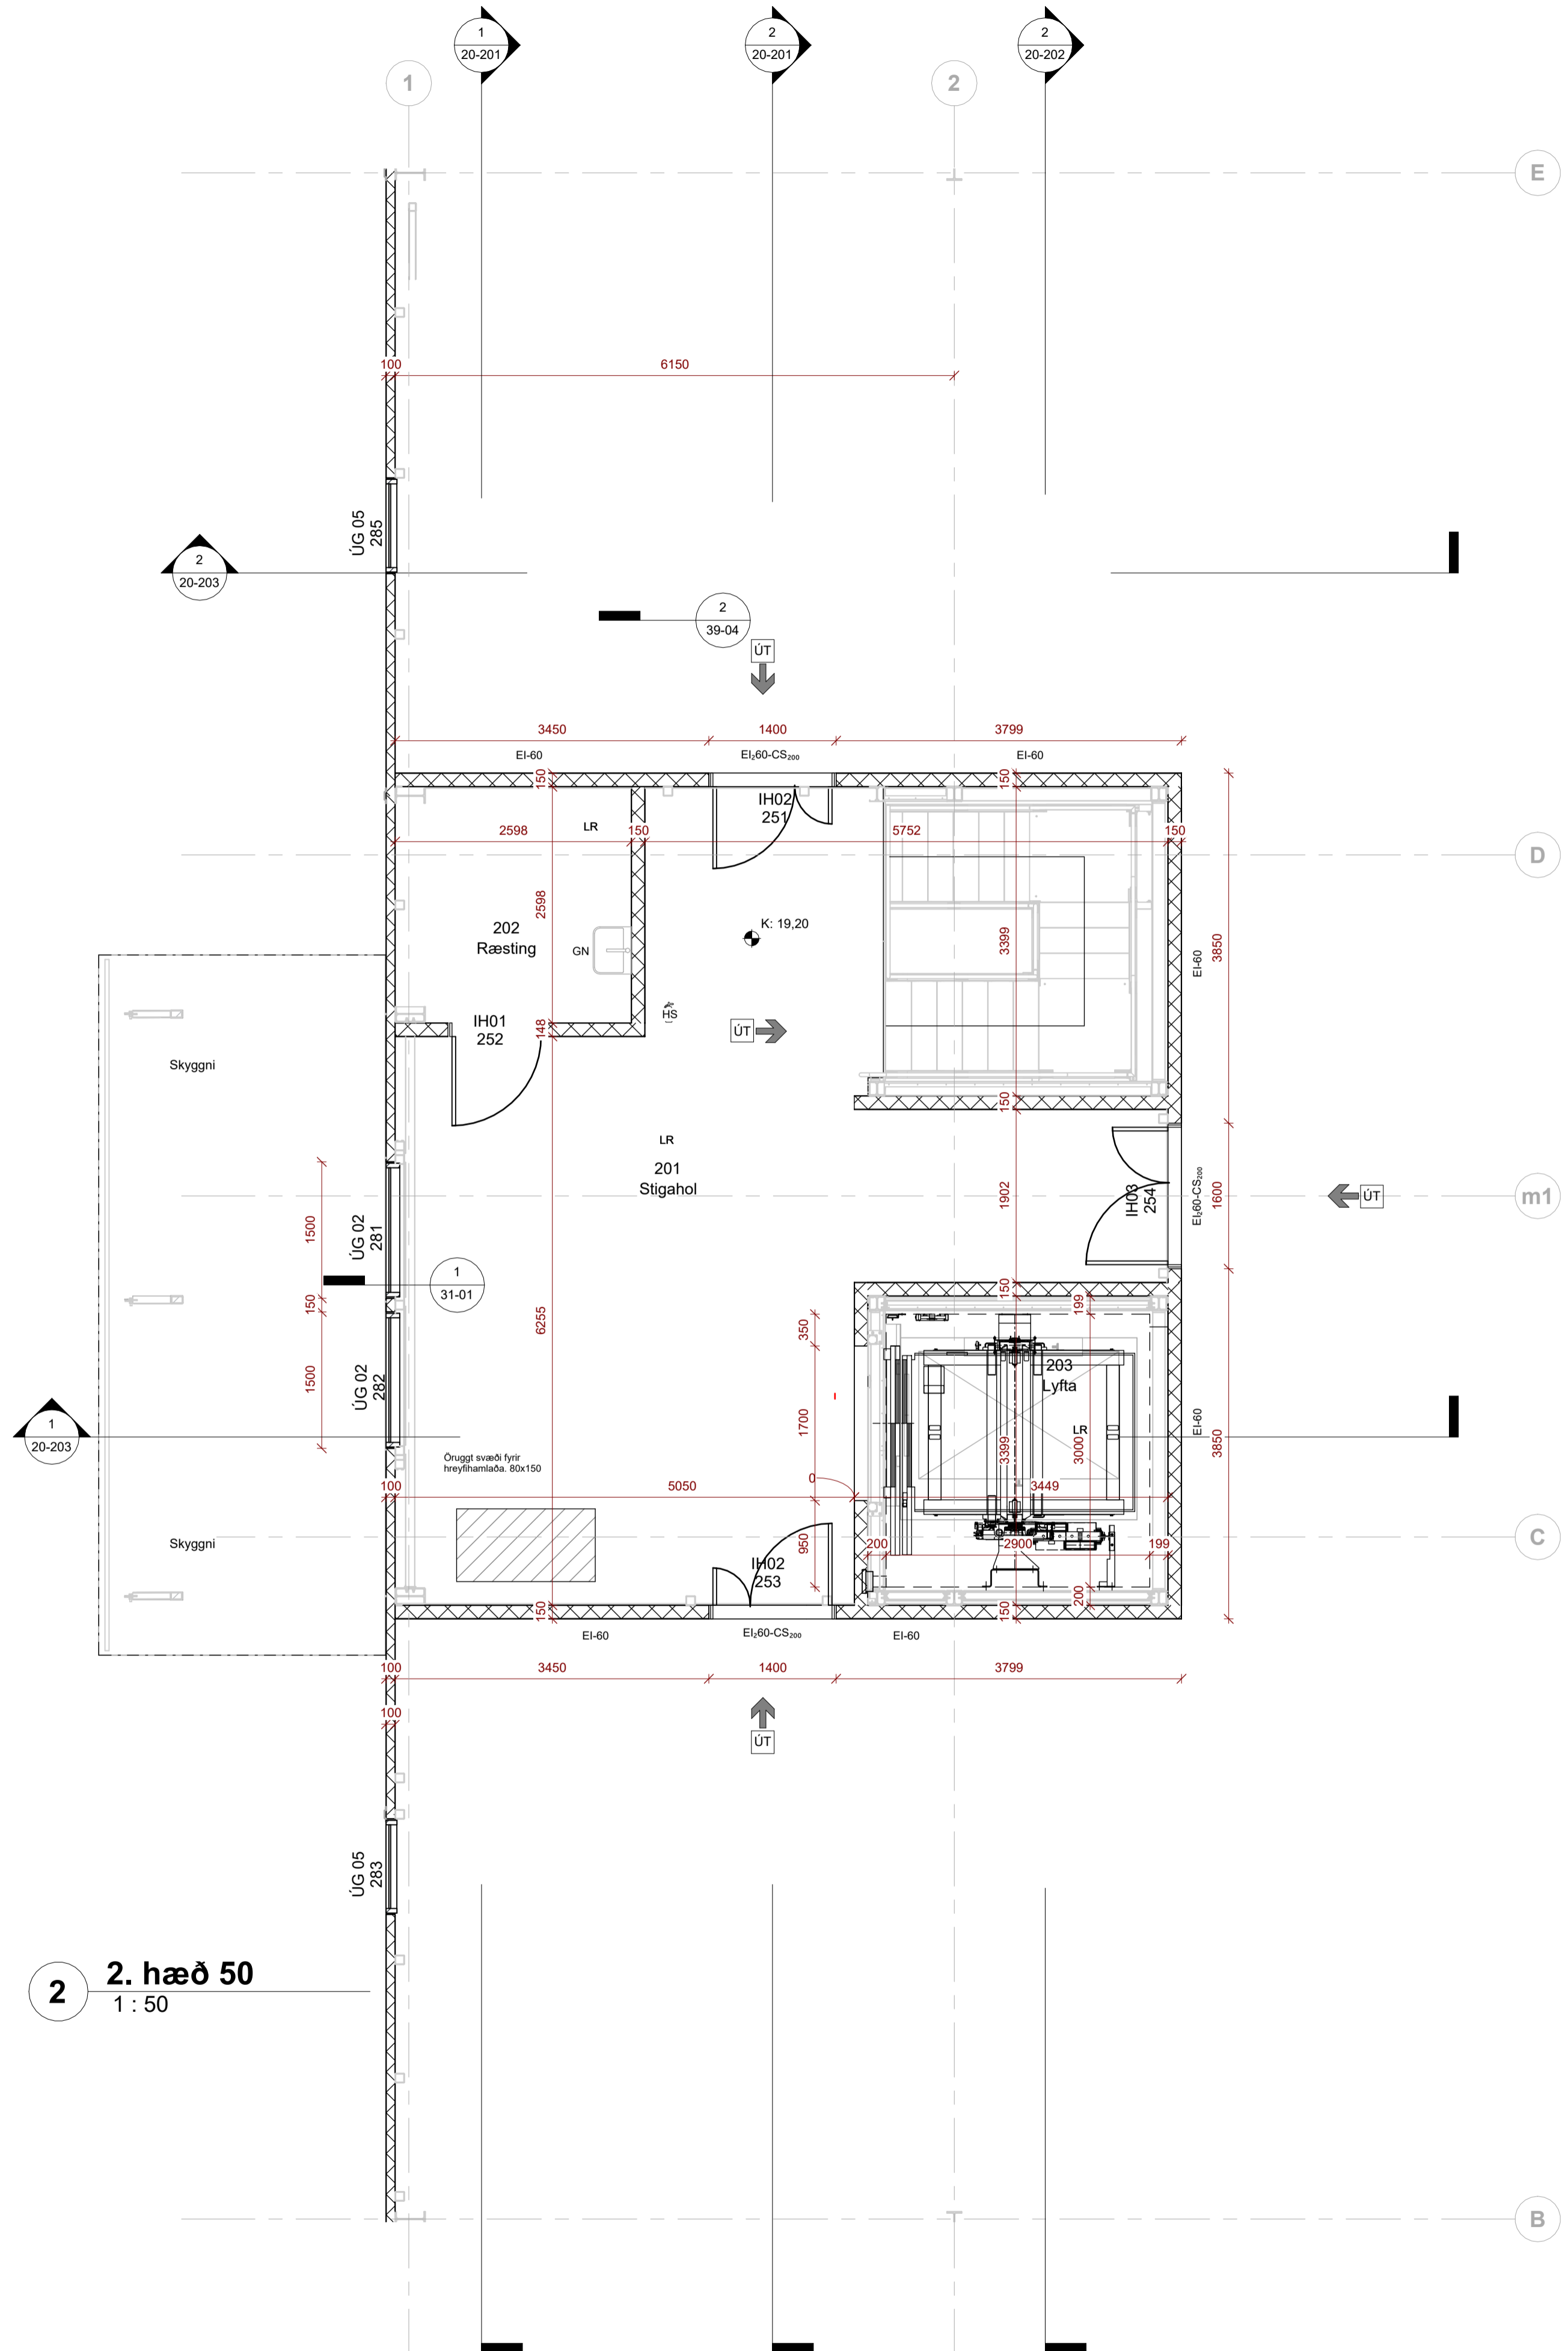 1
20-201
2
20-201
2
20-202
1
2
E
100
6150
ÚG 05
285
2
20-203
2
39-04
ÚT
3450
1400
3799
EI-60
EI₂60-CS₂₀₀
EI-60
150
150
IH02
251
2598
LR
150
5752
150
D
2598
202
Ræsting
GN
K: 19,20
3399
3850
EI-60
HS
IH01
252
148
ÚT
Skyggni
150
LR
201
Stigahol
1902
IH03
254
EI₂60-CS₂₀₀
1600
ÚT
m1
1500
ÚG 02
281
1
31-01
150
150
199
6255
350
203
Lyfta
1500
ÚG 02
282
1700
LR
3399
3000
EI-60
3850
1
20-203
Öruggt svæði fyrir
hreyfihamlaða. 80x150
0
100
5050
3449
Skyggni
950
200
2900
199
C
IH02
253
200
150
150
EI-60
EI₂60-CS₂₀₀
EI-60
100
3450
1400
3799
100
ÚT
ÚG 05
283
2
2. hæð 50
1 : 50
B